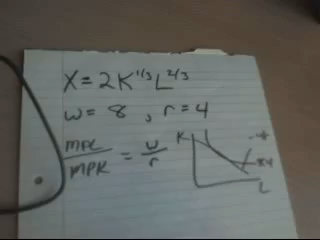 X = 2K^{1/3} L^{2/3}
w = 8 , r = 4
MPL/MPK = w/r
K
L